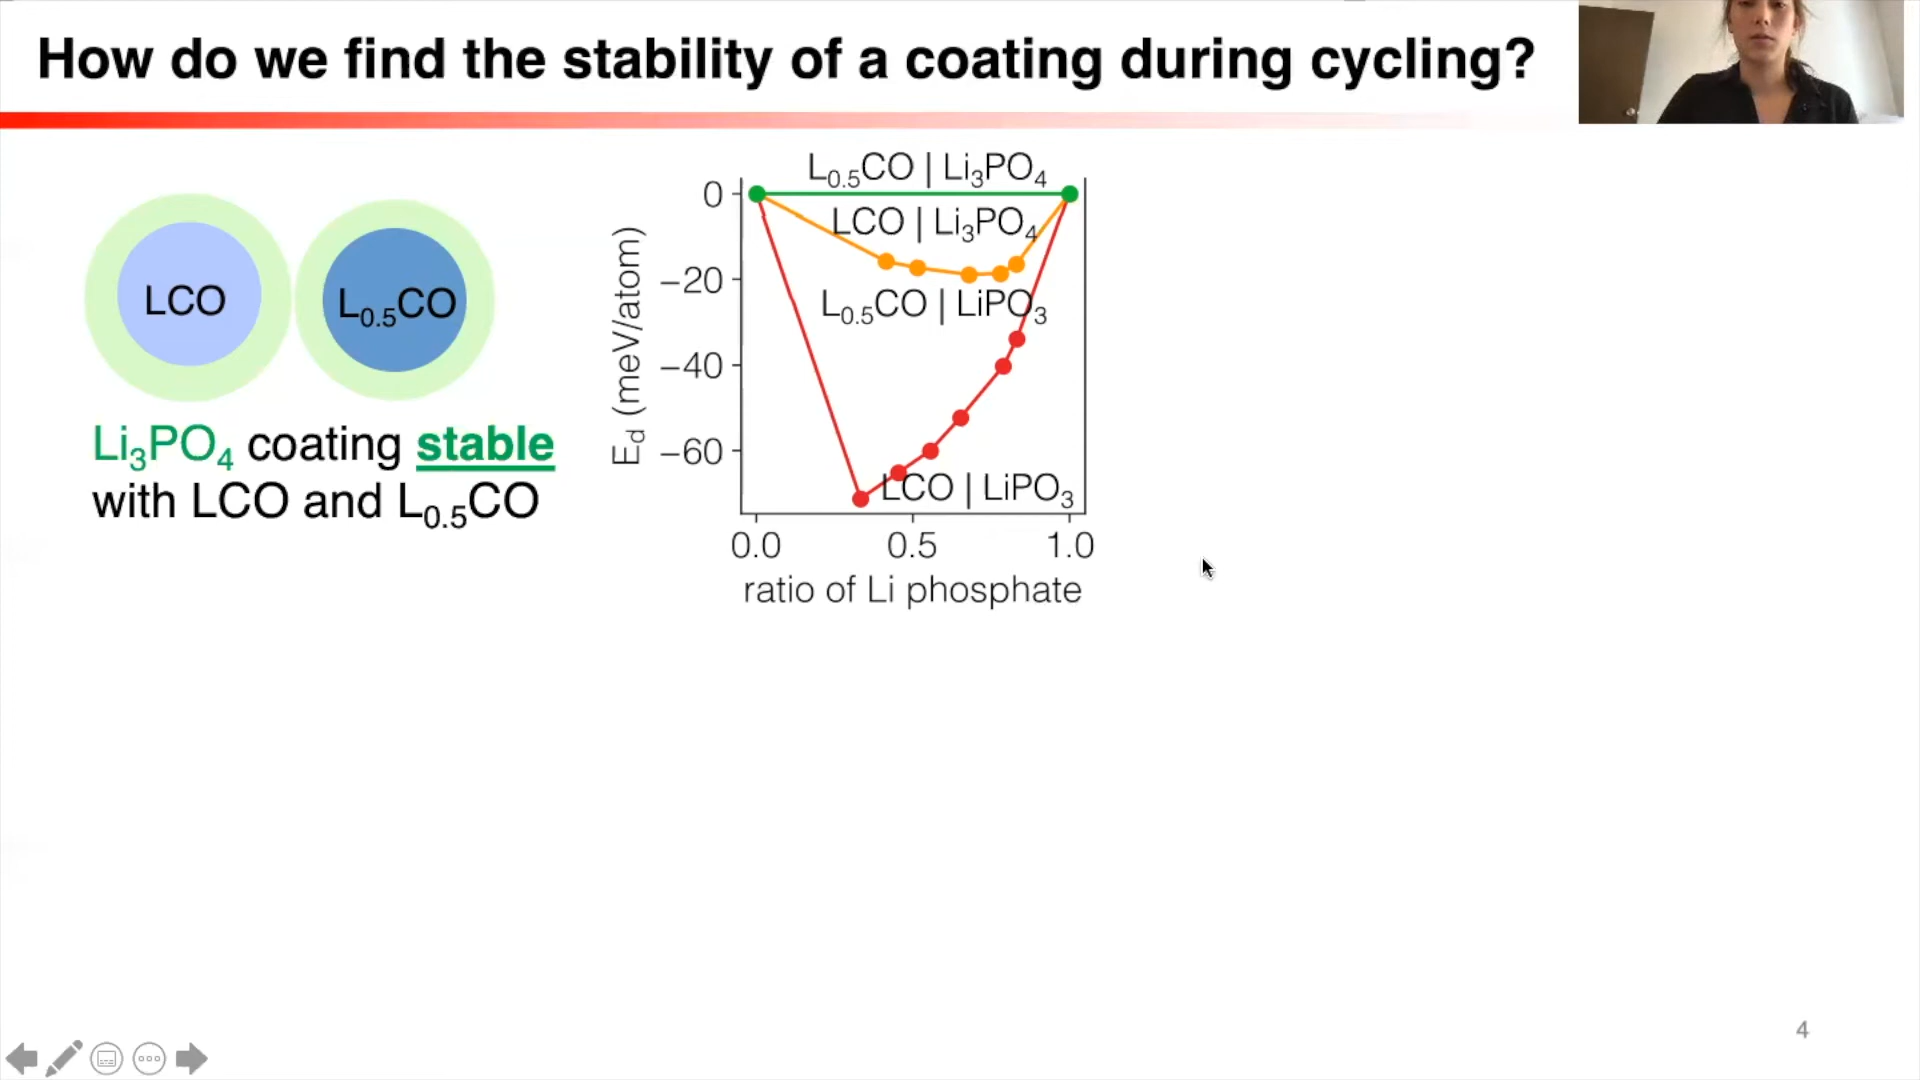 How do we find the stability of a coating during cycling?
LCO
L₀.₅CO
Li₃PO₄ coating stable
with LCO and L₀.₅CO
L₀.₅CO | Li₃PO₄
LCO | Li₃PO₄
L₀.₅CO | LiPO₃
LCO | LiPO₃
E_d (meV/atom)
0
−20
−40
−60
0.0
0.5
1.0
ratio of Li phosphate
4